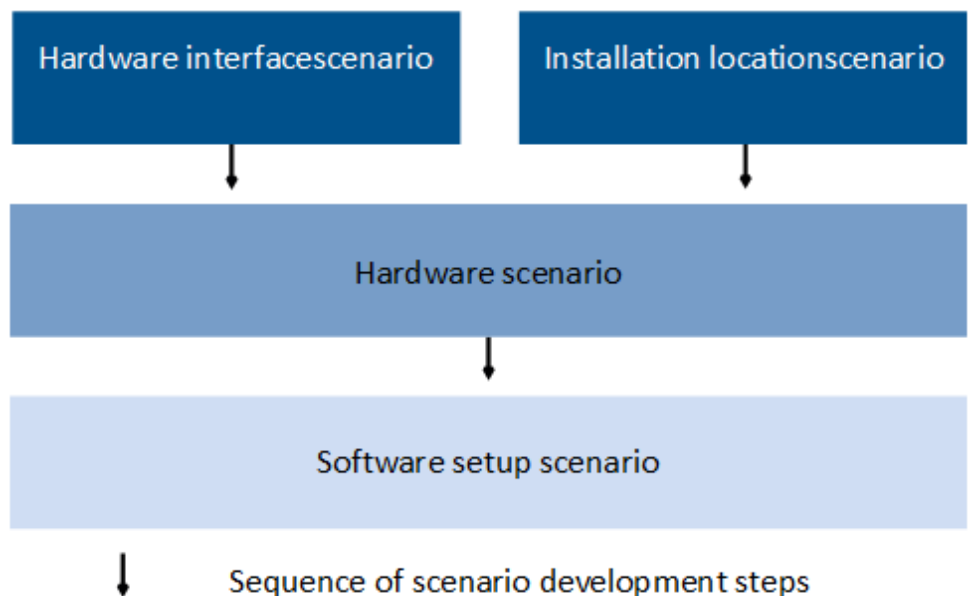 Hardware interfacescenario
Installation locationscenario
Hardware scenario
Software setup scenario
Sequence of scenario development steps